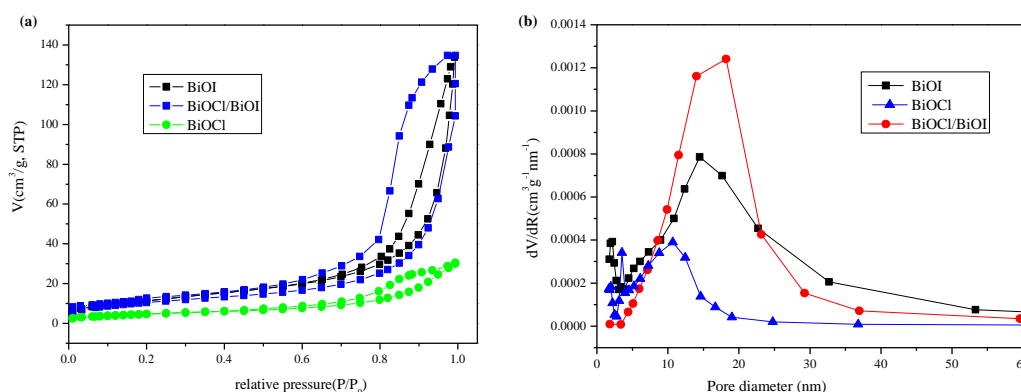 (a)
140
120
100
80
60
40
20
0
V(cm³/g, STP)
BiOI
BiOCl/BiOI
BiOCl
0.0 0.2 0.4 0.6 0.8 1.0
relative pressure(P/P₀)
(b)
0.0014
0.0012
0.0010
0.0008
0.0006
0.0004
0.0002
0.0000
dV/dR(cm³g⁻¹nm⁻¹)
BiOI
BiOCl
BiOCl/BiOI
0 10 20 30 40 50 60
Pore diameter (nm)